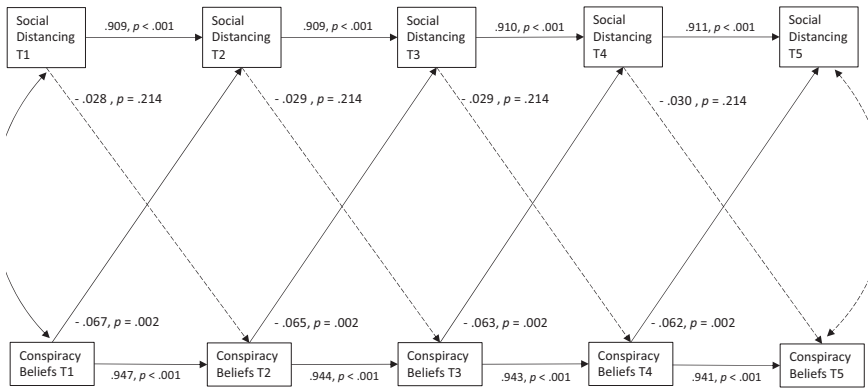 Social
Distancing
T1
.909, p < .001
Social
Distancing
T2
.909, p < .001
Social
Distancing
T3
.910, p < .001
Social
Distancing
T4
.911, p < .001
Social
Distancing
T5
- .028 , p = .214
- .029 , p = .214
- .029 , p = .214
- .030 , p = .214
- .067, p = .002
- .065, p = .002
- .063, p = .002
- .062, p = .002
Conspiracy
Beliefs T1
.947, p < .001
Conspiracy
Beliefs T2
.944, p < .001
Conspiracy
Beliefs T3
.943, p < .001
Conspiracy
Beliefs T4
.941, p < .001
Conspiracy
Beliefs T5